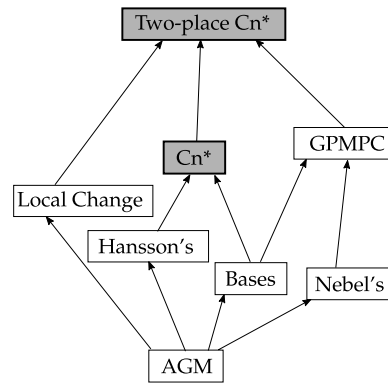 Two-place Cn*
GPMPC
Cn*
Local Change
Hansson's
Bases
Nebel's
AGM